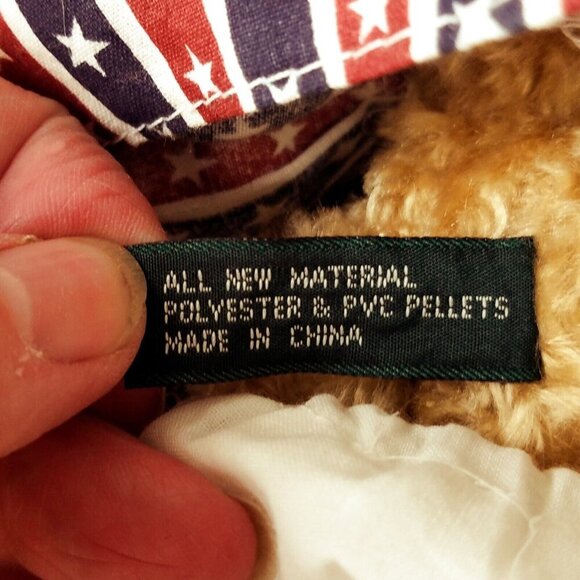 ALL NEW MATERIAL
POLYESTER & PVC PELLETS
MADE IN CHINA